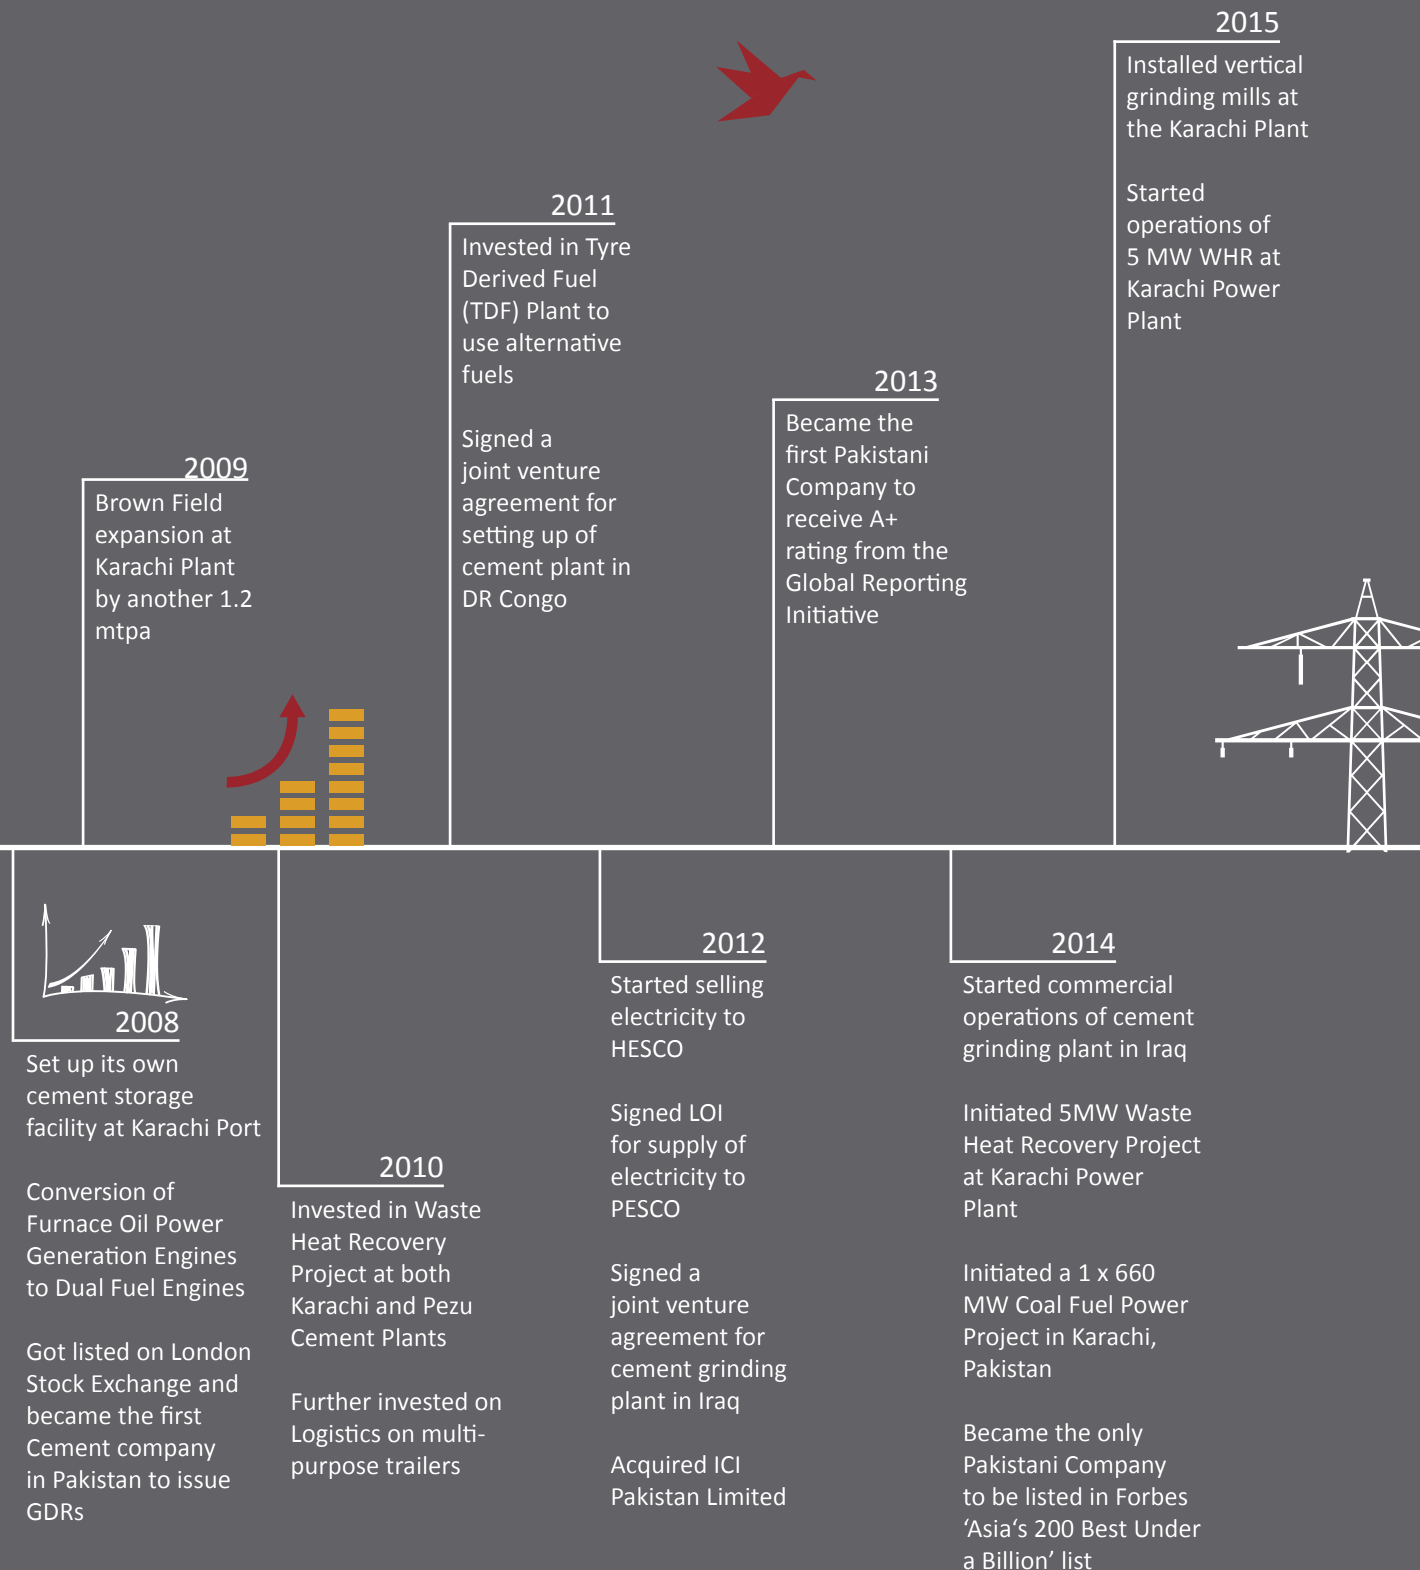 2015
Installed vertical
grinding mills at
the Karachi Plant
Started
operations of
5 MW WHR at
Karachi Power
Plant
2011
Invested in Tyre
Derived Fuel
(TDF) Plant to
use alternative
fuels
Signed a
joint venture
agreement for
setting up of
cement plant in
DR Congo
2013
Became the
first Pakistani
Company to
receive A+
rating from the
Global Reporting
Initiative
2009
Brown Field
expansion at
Karachi Plant
by another 1.2
mtpa
2008
Set up its own
cement storage
facility at Karachi Port
Conversion of
Furnace Oil Power
Generation Engines
to Dual Fuel Engines
Got listed on London
Stock Exchange and
became the first
Cement company
in Pakistan to issue
GDRs
2010
Invested in Waste
Heat Recovery
Project at both
Karachi and Pezu
Cement Plants
Further invested on
Logistics on multi-
purpose trailers
2012
Started selling
electricity to
HESCO
Signed LOI
for supply of
electricity to
PESCO
Signed a
joint venture
agreement for
cement grinding
plant in Iraq
Acquired ICI
Pakistan Limited
2014
Started commercial
operations of cement
grinding plant in Iraq
Initiated 5MW Waste
Heat Recovery Project
at Karachi Power
Plant
Initiated a 1 x 660
MW Coal Fuel Power
Project in Karachi,
Pakistan
Became the only
Pakistani Company
to be listed in Forbes
‘Asia‘s 200 Best Under
a Billion’ list